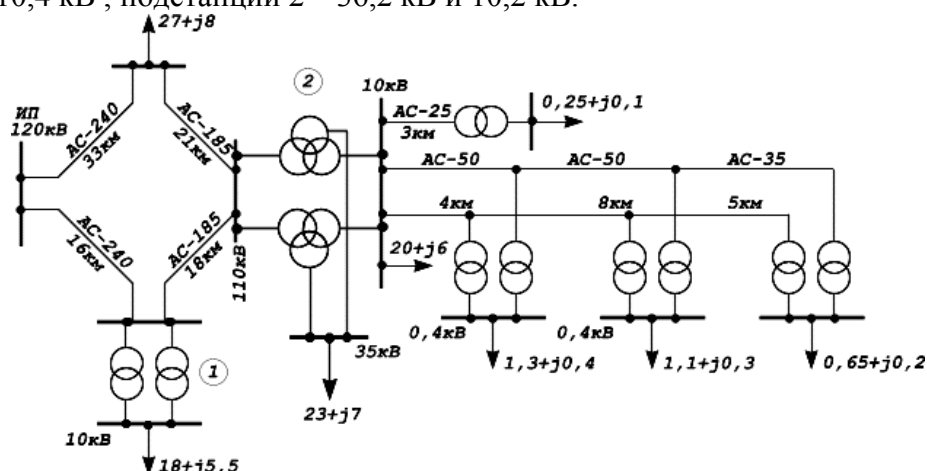 10,4 кВ , подстанции 2 – 36,2 кВ и 10,2 кВ.
27+j8
2
10кВ
АС-25
3км
0,25+j0,1
ИП
120кВ
АС-240
33км
АС-185
21км
АС-50
АС-50
АС-35
4км
8км
5км
АС-240
16км
АС-185
18км
110кВ
20+j6
35кВ
0,4кВ
0,4кВ
1
1,3+j0,4
1,1+j0,3
0,65+j0,2
23+j7
10кВ
18+j5,5